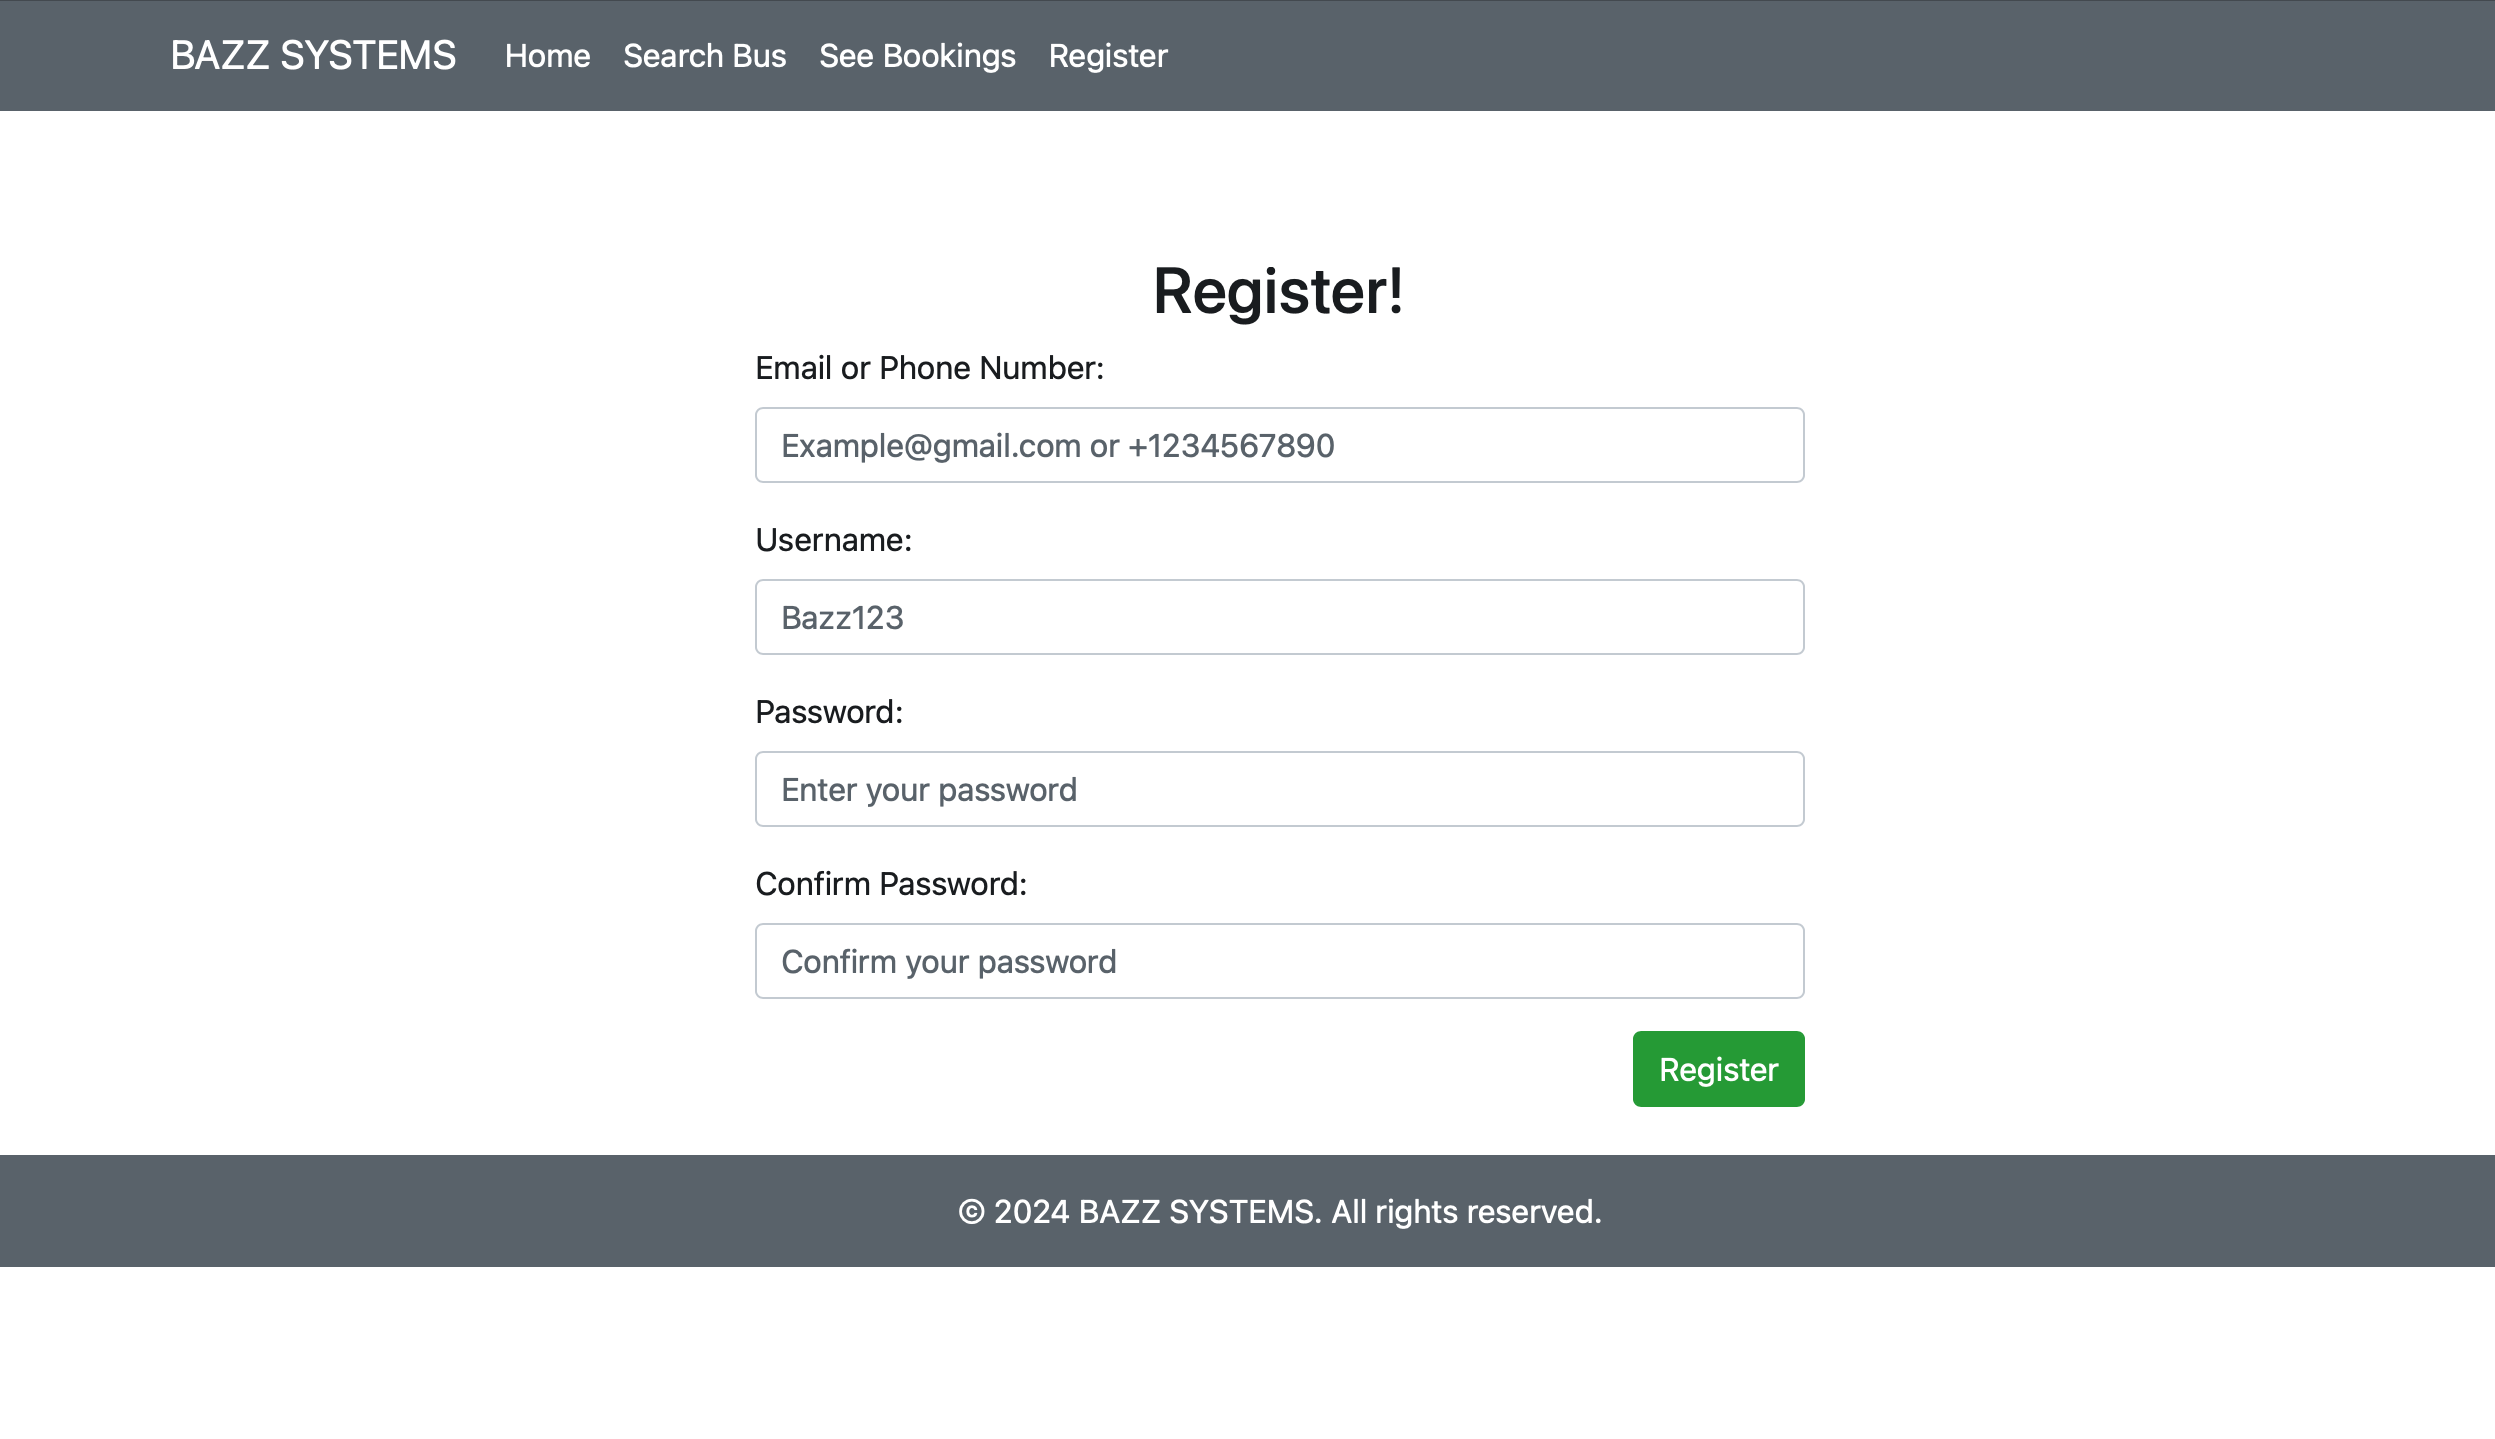 BAZZ SYSTEMS Home Search Bus See Bookings Register
Register!
Email or Phone Number:
Example@gmail.com or +1234567890
Username:
Bazz123
Password:
Enter your password
Confirm Password:
Confirm your password
Register
© 2024 BAZZ SYSTEMS. All rights reserved.